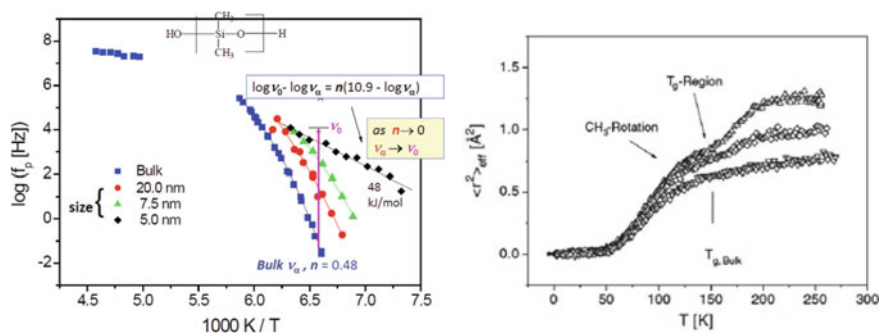 CH₃
HO Si O H
CH₃
log ν₀ - log να = n(10.9 - log να)
ν₀
as n → 0
να → ν₀
48
kJ/mol
Bulk
20.0 nm
size { 7.5 nm
5.0 nm
Bulk να, n = 0.48
log (fp [Hz])
8
6
4
2
0
-2
4.5 5.0 5.5 6.0 6.5 7.0 7.5
1000 K / T
Tg-Region
CH₃-Rotation
Tg,Bulk
<r²>eff [Å²]
1.5
1.0
0.5
0.0
0 50 100 150 200 250 300
T [K]